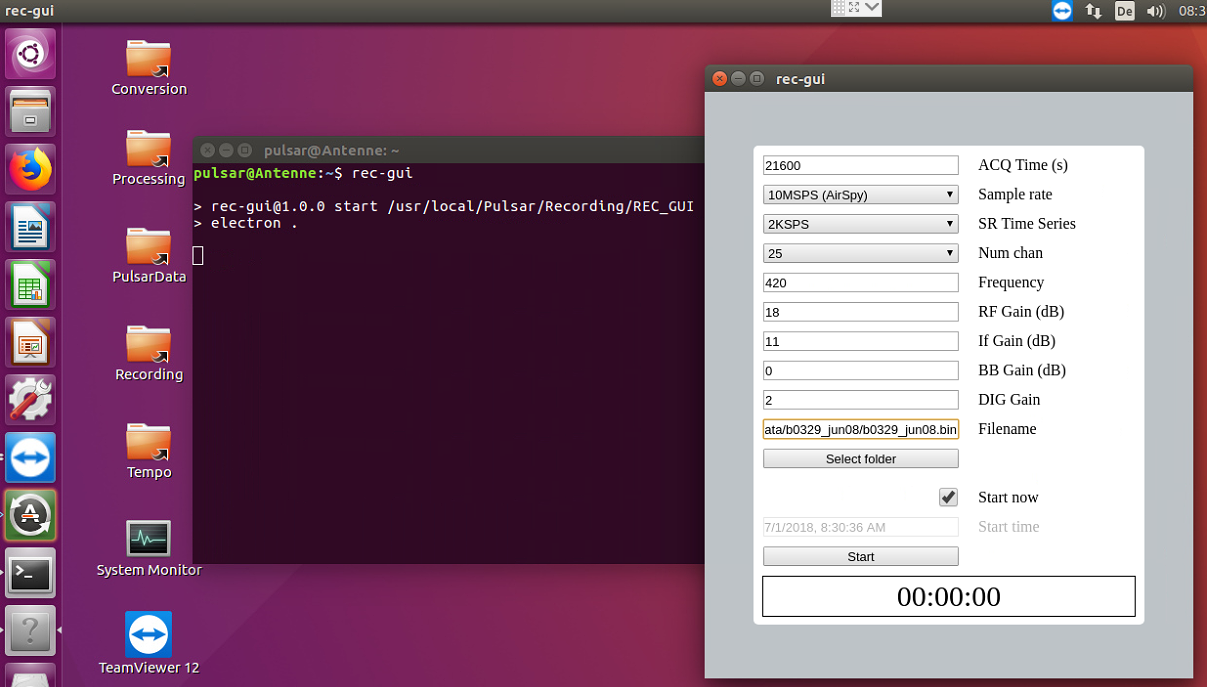 rec-gui
De
08:3
Conversion
Processing
PulsarData
Recording
Tempo
System Monitor
TeamViewer 12
pulsar@Antenne: ~
pulsar@Antenne:~$ rec-gui
> rec-gui@1.0.0 start /usr/local/Pulsar/Recording/REC_GUI
> electron .
rec-gui
21600 ACQ Time (s)
10MSPS (AirSpy) Sample rate
2KSPS SR Time Series
25 Num chan
420 Frequency
18 RF Gain (dB)
11 If Gain (dB)
0 BB Gain (dB)
2 DIG Gain
ata/b0329_jun08/b0329_jun08.bin Filename
Select folder
Start now
7/1/2018, 8:30:36 AM Start time
Start
00:00:00